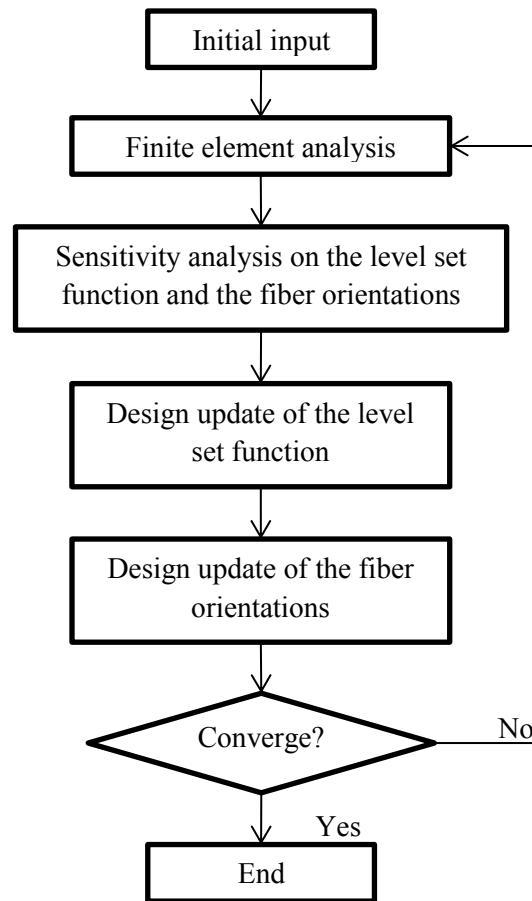 Initial input
Finite element analysis
Sensitivity analysis on the level set
function and the fiber orientations
Design update of the level
set function
Design update of the fiber
orientations
Converge?
No
Yes
End